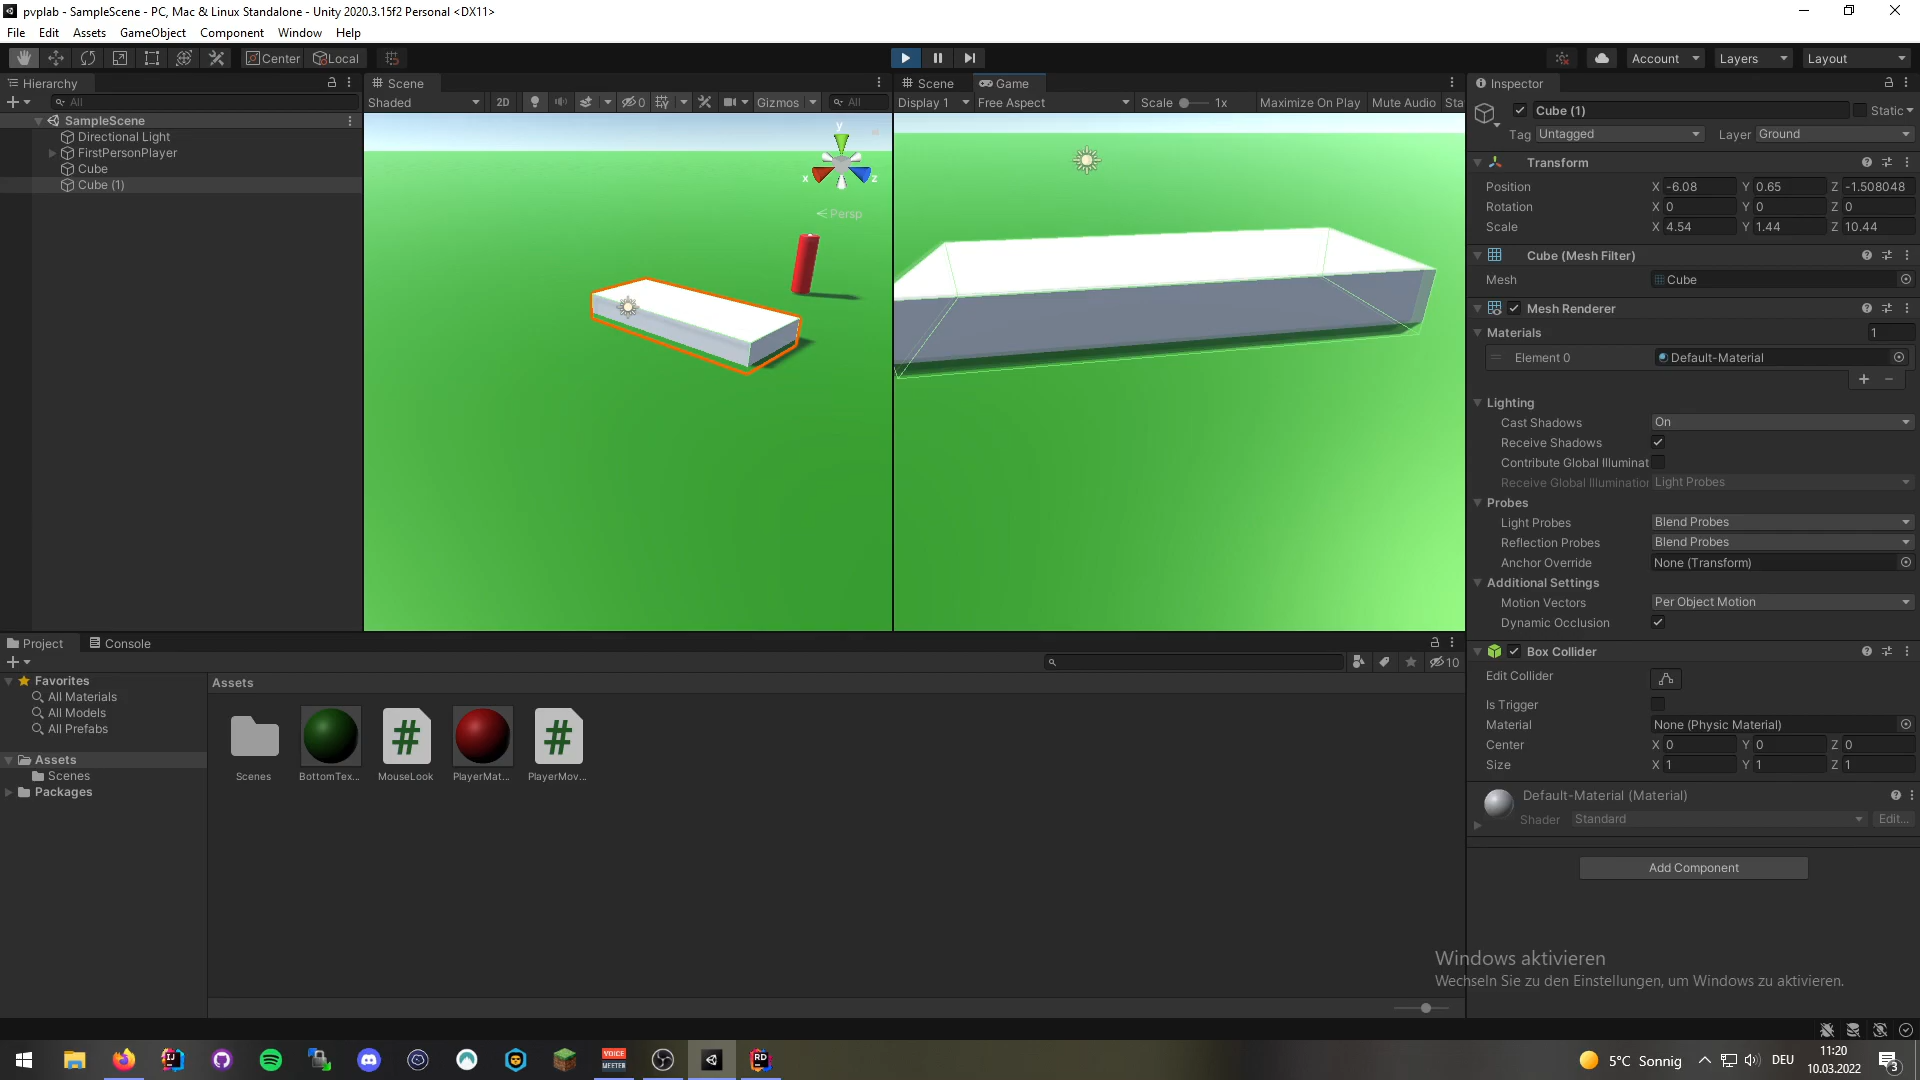 pvplab - SampleScene - PC, Mac & Linux Standalone - Unity 2020.3.15f2 Personal <DX11>
File Edit Assets GameObject Component Window Help
Center Local
Account Layers Layout
Hierarchy
All
SampleScene
Directional Light
FirstPersonPlayer
Cube
Cube (1)
Scene
Shaded 2D 0 Gizmos All
y
x z
Persp
Scene Game
Display 1 Free Aspect Scale 1x Maximize On Play Mute Audio Sta
Inspector
Cube (1) Static
Tag Untagged Layer Ground
Transform
Position X -6.08 Y 0.65 Z -1.508048
Rotation X 0 Y 0 Z 0
Scale X 4.54 Y 1.44 Z 10.44
Cube (Mesh Filter)
Mesh Cube
Mesh Renderer
Materials 1
Element 0 Default-Material
Lighting
Cast Shadows On
Receive Shadows
Contribute Global Illuminat
Receive Global Illumination Light Probes
Probes
Light Probes Blend Probes
Reflection Probes Blend Probes
Anchor Override None (Transform)
Additional Settings
Motion Vectors Per Object Motion
Dynamic Occlusion
Box Collider
Edit Collider
Is Trigger
Material None (Physic Material)
Center X 0 Y 0 Z 0
Size X 1 Y 1 Z 1
Default-Material (Material)
Shader Standard Edit...
Add Component
Project Console
10
Favorites
All Materials
All Models
All Prefabs
Assets
Scenes
Packages
Assets
Scenes BottomTex... MouseLook PlayerMat... PlayerMov...
Windows aktivieren
Wechseln Sie zu den Einstellungen, um Windows zu aktivieren.
IJ VOICE MEETER RD
5°C Sonnig DEU 11:20
10.03.2022 3